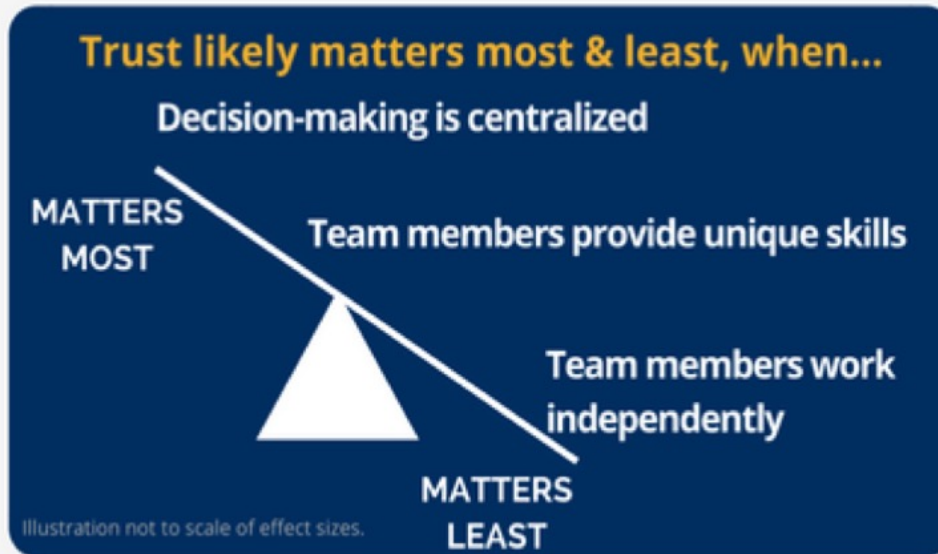 Trust likely matters most & least, when...
Decision-making is centralized
MATTERS
MOST
Team members provide unique skills
Team members work
independently
MATTERS
LEAST
Illustration not to scale of effect sizes.